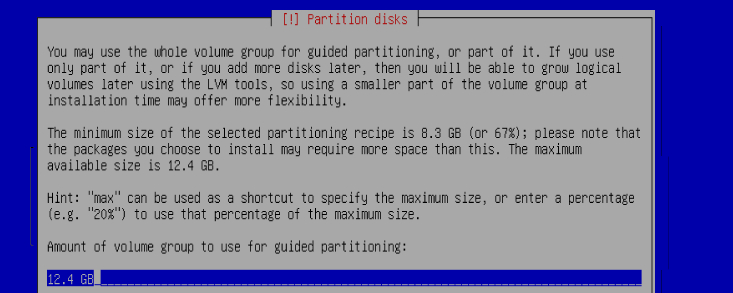 [!] Partition disks
You may use the whole volume group for guided partitioning, or part of it. If you use
only part of it, or if you add more disks later, then you will be able to grow logical
volumes later using the LVM tools, so using a smaller part of the volume group at
installation time may offer more flexibility.
The minimum size of the selected partitioning recipe is 8.3 GB (or 67%); please note that
the packages you choose to install may require more space than this. The maximum
available size is 12.4 GB.
Hint: "max" can be used as a shortcut to specify the maximum size, or enter a percentage
(e.g. "20%") to use that percentage of the maximum size.
Amount of volume group to use for guided partitioning:
12.4 GB